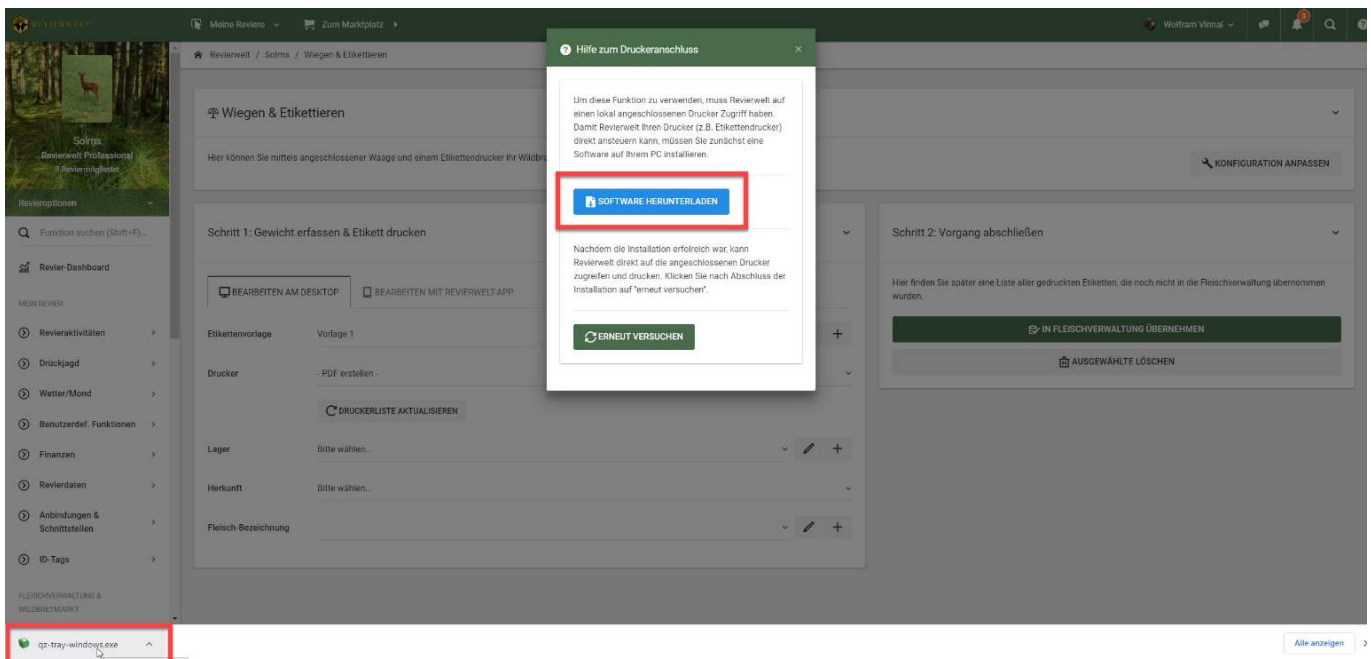 REVIERWELT
Meine Reviere
Zum Marktplatz
Wolfram Vinnai
Revierwelt / Solms / Wiegen & Etikettieren
Solms
Revierwelt Professional
9 Reviermitglieder
Revieroptionen
Funktion suchen (Shift+F)...
Revier-Dashboard
MEIN REVIER
Revieraktivitäten
Drückjagd
Wetter/Mond
Benutzerdef. Funktionen
Finanzen
Revierdaten
Anbindungen &
Schnittstellen
ID-Tags
FLEISCHVERWALTUNG &
WILDBRETMARKT
Wiegen & Etikettieren
Hier können Sie mittels angeschlossener Waage und einem Etikettendrucker Ihr Wildbr
KONFIGURATION ANPASSEN
Schritt 1: Gewicht erfassen & Etikett drucken
BEARBEITEN AM DESKTOP
BEARBEITEN MIT REVIERWELT-APP
Etikettenvorlage
Vorlage 1
Drucker
- PDF erstellen -
DRUCKERLISTE AKTUALISIEREN
Lager
Bitte wählen...
Herkunft
Bitte wählen...
Fleisch-Bezeichnung
Hilfe zum Druckeranschluss
Um diese Funktion zu verwenden, muss Revierwelt auf
einen lokal angeschlossenen Drucker Zugriff haben.
Damit Revierwelt Ihren Drucker (z.B. Etikettendrucker)
direkt ansteuern kann, müssen Sie zunächst eine
Software auf Ihrem PC installieren.
SOFTWARE HERUNTERLADEN
Nachdem die Installation erfolreich war, kann
Revierwelt direkt auf die angeschlossenen Drucker
zugreifen und drucken. Klicken Sie nach Abschluss der
Installation auf "erneut versuchen".
ERNEUT VERSUCHEN
Schritt 2: Vorgang abschließen
Hier finden Sie später eine Liste aller gedruckten Etiketten, die noch nicht in die Fleischverwaltung übernommen
wurden.
IN FLEISCHVERWALTUNG ÜBERNEHMEN
AUSGEWÄHLTE LÖSCHEN
qz-tray-windows.exe
Alle anzeigen